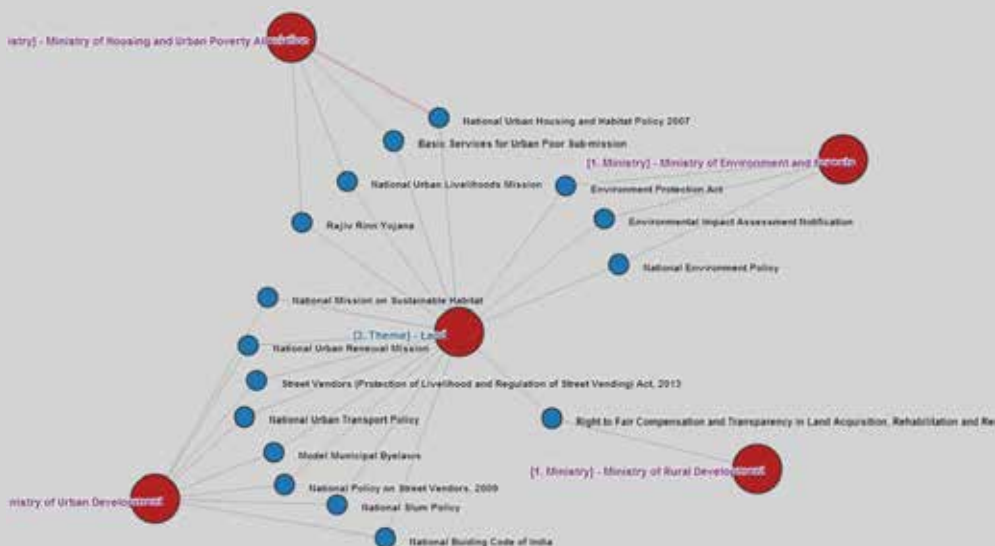 istry] - Ministry of Housing and Urban Poverty Alleviation
National Urban Housing and Habitat Policy 2007
Basic Services for Urban Poor Sub-mission
[1. Ministry] - Ministry of Environment and Forests
National Urban Livelihoods Mission
Environment Protection Act
Rajiv Rinn Yojana
Environmental Impact Assessment Notification
National Environment Policy
National Mission on Sustainable Habitat
[2. Theme] - Land
National Urban Renewal Mission
Street Vendors (Protection of Livelihood and Regulation of Street Vending) Act, 2013
National Urban Transport Policy
Right to Fair Compensation and Transparency in Land Acquisition, Rehabilitation and Re
Model Municipal Byelaws
[1. Ministry] - Ministry of Rural Development
National Policy on Street Vendors, 2009
nistry of Urban Development
National Slum Policy
National Buiding Code of India